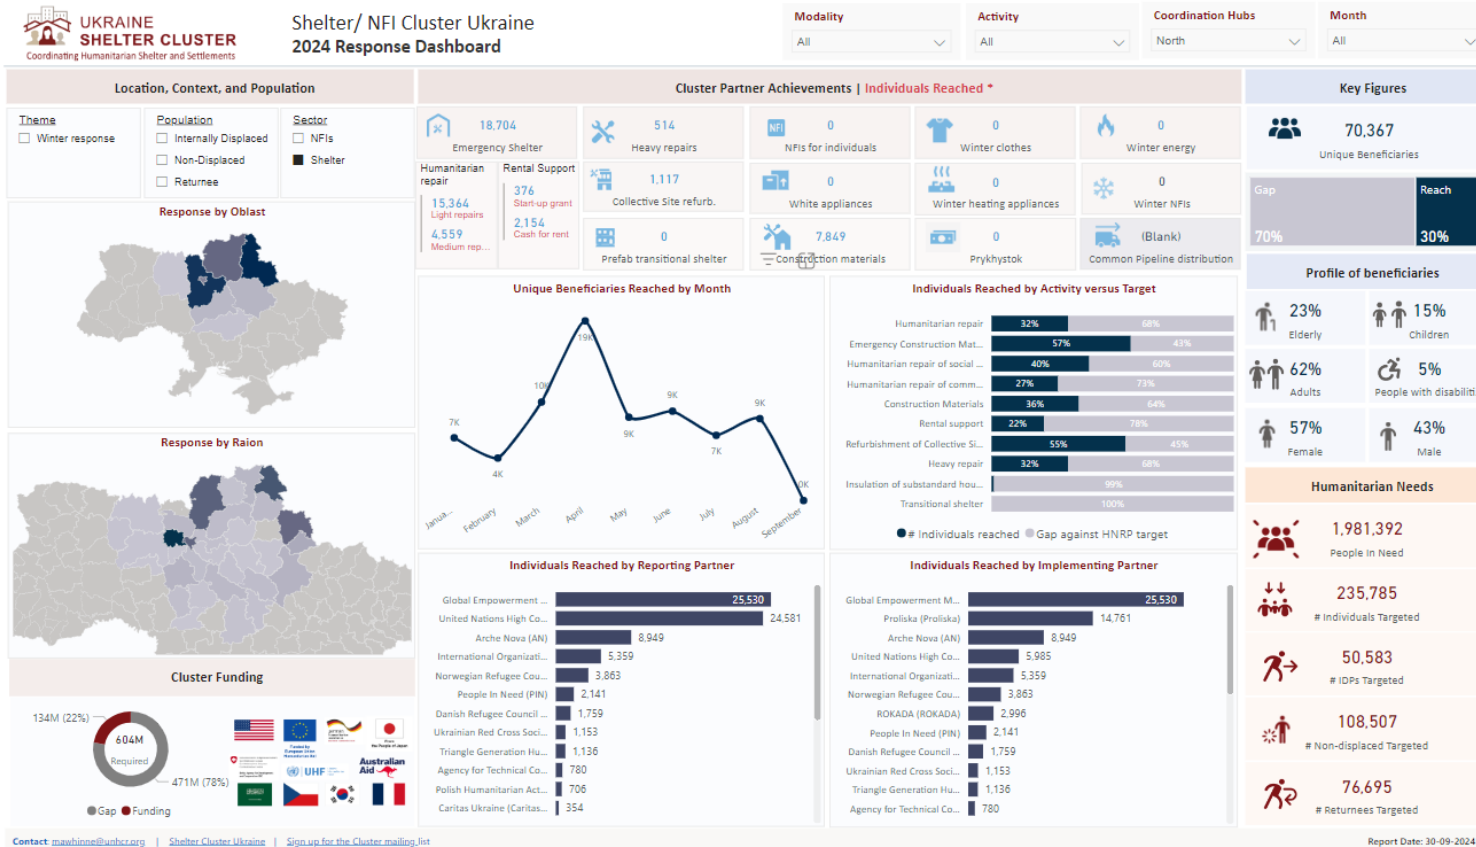 UKRAINE
SHELTER CLUSTER
Coordinating Humanitarian Shelter and Settlements
Shelter/ NFI Cluster Ukraine
2024 Response Dashboard
Modality
All
Activity
All
Coordination Hubs
North
Month
All
Location, Context, and Population
Theme
Winter response
Population
Internally Displaced
Non-Displaced
Returnee
Sector
NFIs
Shelter
Response by Oblast
Response by Raion
Cluster Funding
134M (22%)
604M
Required
471M (78%)
Gap
Funding
UHF
Australian
Aid
Cluster Partner Achievements | Individuals Reached *
18,704
Emergency Shelter
514
Heavy repairs
NFI
0
NFIs for individuals
0
Winter clothes
0
Winter energy
Humanitarian
repair
15,364
Light repairs
4,559
Medium rep...
Rental Support
376
Start-up grant
2,154
Cash for rent
1,117
Collective Site refurb.
0
White appliances
0
Winter heating appliances
0
Winter NFIs
0
Prefab transitional shelter
7,849
Construction materials
0
Prykhystok
(Blank)
Common Pipeline distribution
Unique Beneficiaries Reached by Month
7K
4K
10K
19K
9K
9K
7K
9K
0K
Janua...
February
March
April
May
June
July
August
September
Individuals Reached by Activity versus Target
Humanitarian repair 32% 68%
Emergency Construction Mat... 57% 43%
Humanitarian repair of social ... 40% 60%
Humanitarian repair of comm... 27% 73%
Construction Materials 36% 64%
Rental support 22% 78%
Refurbishment of Collective Si... 55% 45%
Heavy repair 32% 68%
Insulation of substandard hou... 99%
Transitional shelter 100%
# Individuals reached
Gap against HNRP target
Individuals Reached by Reporting Partner
Global Empowerment ... 25,530
United Nations High Co... 24,581
Arche Nova (AN) 8,949
International Organizati... 5,359
Norwegian Refugee Cou... 3,863
People In Need (PIN) 2,141
Danish Refugee Council ... 1,759
Ukrainian Red Cross Soci... 1,153
Triangle Generation Hu... 1,136
Agency for Technical Co... 780
Polish Humanitarian Act... 706
Caritas Ukraine (Caritas... 354
Individuals Reached by Implementing Partner
Global Empowerment M... 25,530
Proliska (Proliska) 14,761
Arche Nova (AN) 8,949
United Nations High Co... 5,985
International Organizati... 5,359
Norwegian Refugee Cou... 3,863
ROKADA (ROKADA) 2,996
People In Need (PIN) 2,141
Danish Refugee Council ... 1,759
Ukrainian Red Cross Soci... 1,153
Triangle Generation Hu... 1,136
Agency for Technical Co... 780
Key Figures
70,367
Unique Beneficiaries
Gap
70%
Reach
30%
Profile of beneficiaries
23%
Elderly
15%
Children
62%
Adults
5%
People with disabiliti
57%
Female
43%
Male
Humanitarian Needs
1,981,392
People In Need
235,785
# Individuals Targeted
50,583
# IDPs Targeted
108,507
# Non-displaced Targeted
76,695
# Returnees Targeted
Contact: mawhinne@unhcr.org | Shelter Cluster Ukraine | Sign up for the Cluster mailing list
Report Date: 30-09-2024